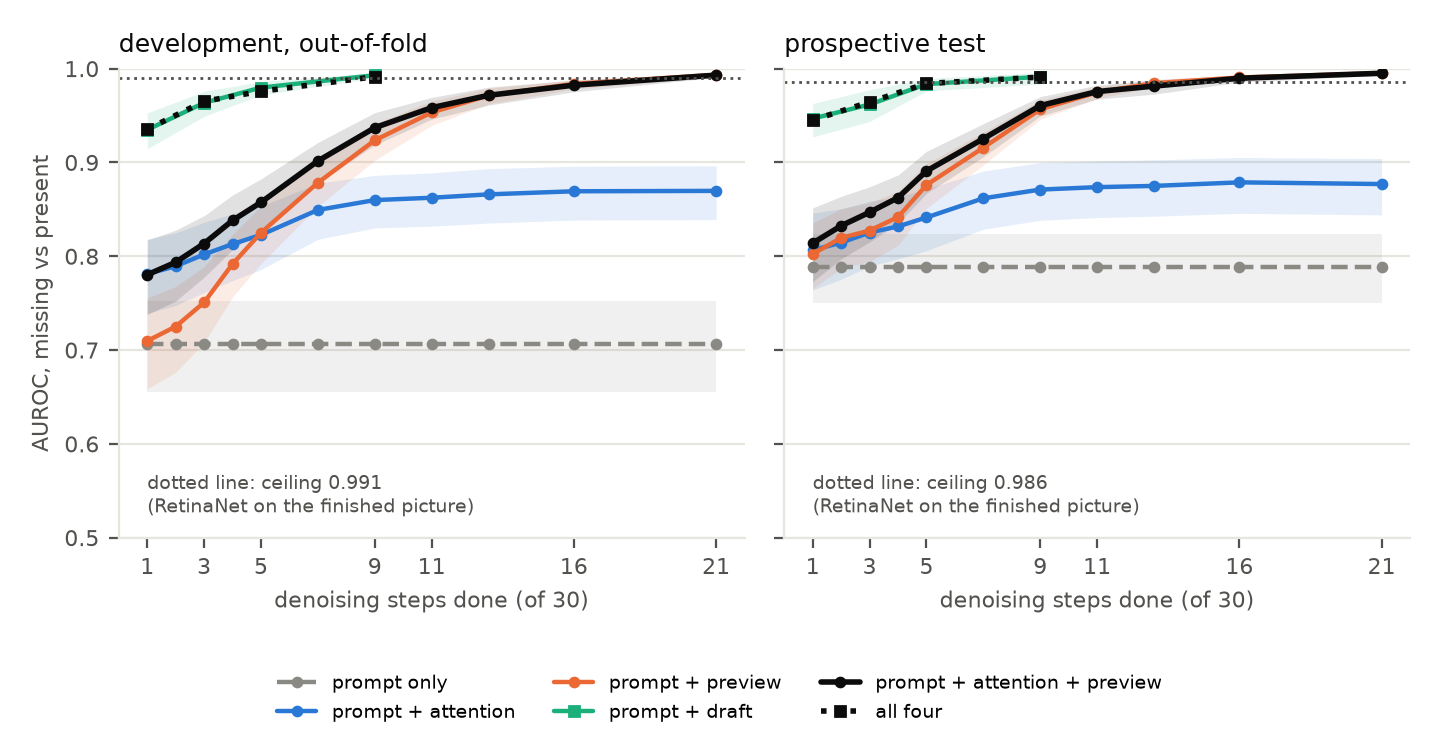 development, out-of-fold
prospective test
AUROC, missing vs present
1.0
0.9
0.8
0.7
0.6
0.5
dotted line: ceiling 0.991
(RetinaNet on the finished picture)
dotted line: ceiling 0.986
(RetinaNet on the finished picture)
1 3 5 9 11 16 21
1 3 5 9 11 16 21
denoising steps done (of 30)
denoising steps done (of 30)
prompt only
prompt + preview
prompt + attention + preview
prompt + attention
prompt + draft
all four